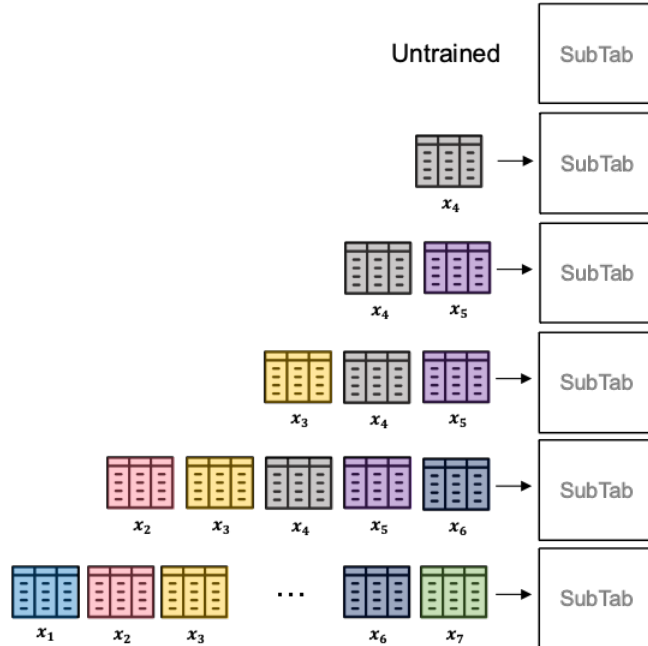 Untrained SubTab
SubTab
x₄
SubTab
x₄ x₅
SubTab
x₃ x₄ x₅
SubTab
x₂ x₃ x₄ x₅ x₆
SubTab
...
x₁ x₂ x₃ x₆ x₇